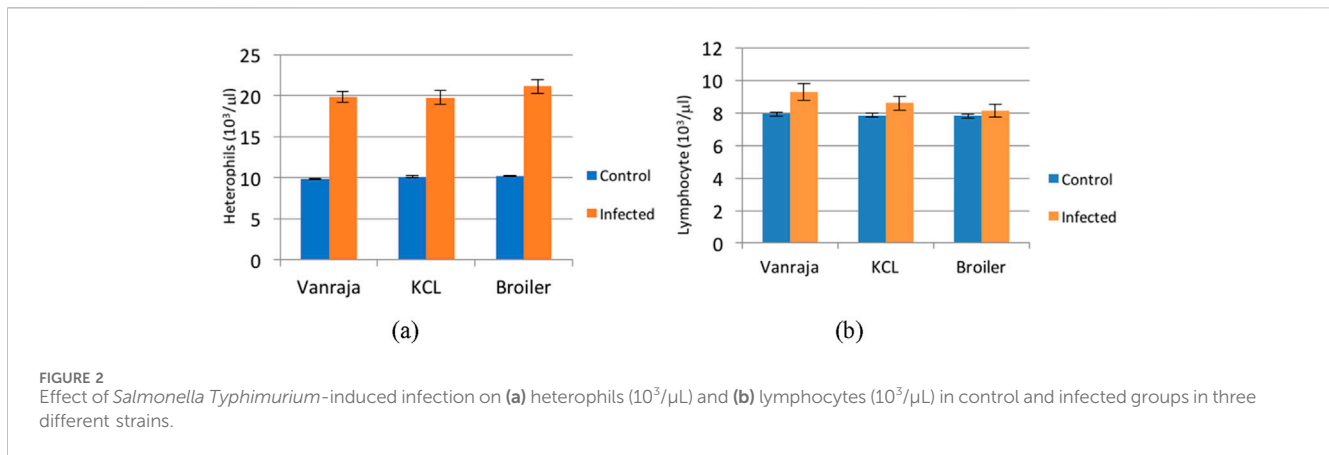 25
20
15
10
5
0
Heterophils (10³/µl)
Vanraja KCL Broiler
Control
Infected
(a)
12
10
8
6
4
2
0
Lymphocyte (10³/µl)
Vanraja KCL Broiler
Control
Infected
(b)
FIGURE 2
Effect of Salmonella Typhimurium-induced infection on (a) heterophils (10³/µL) and (b) lymphocytes (10³/µL) in control and infected groups in three
different strains.